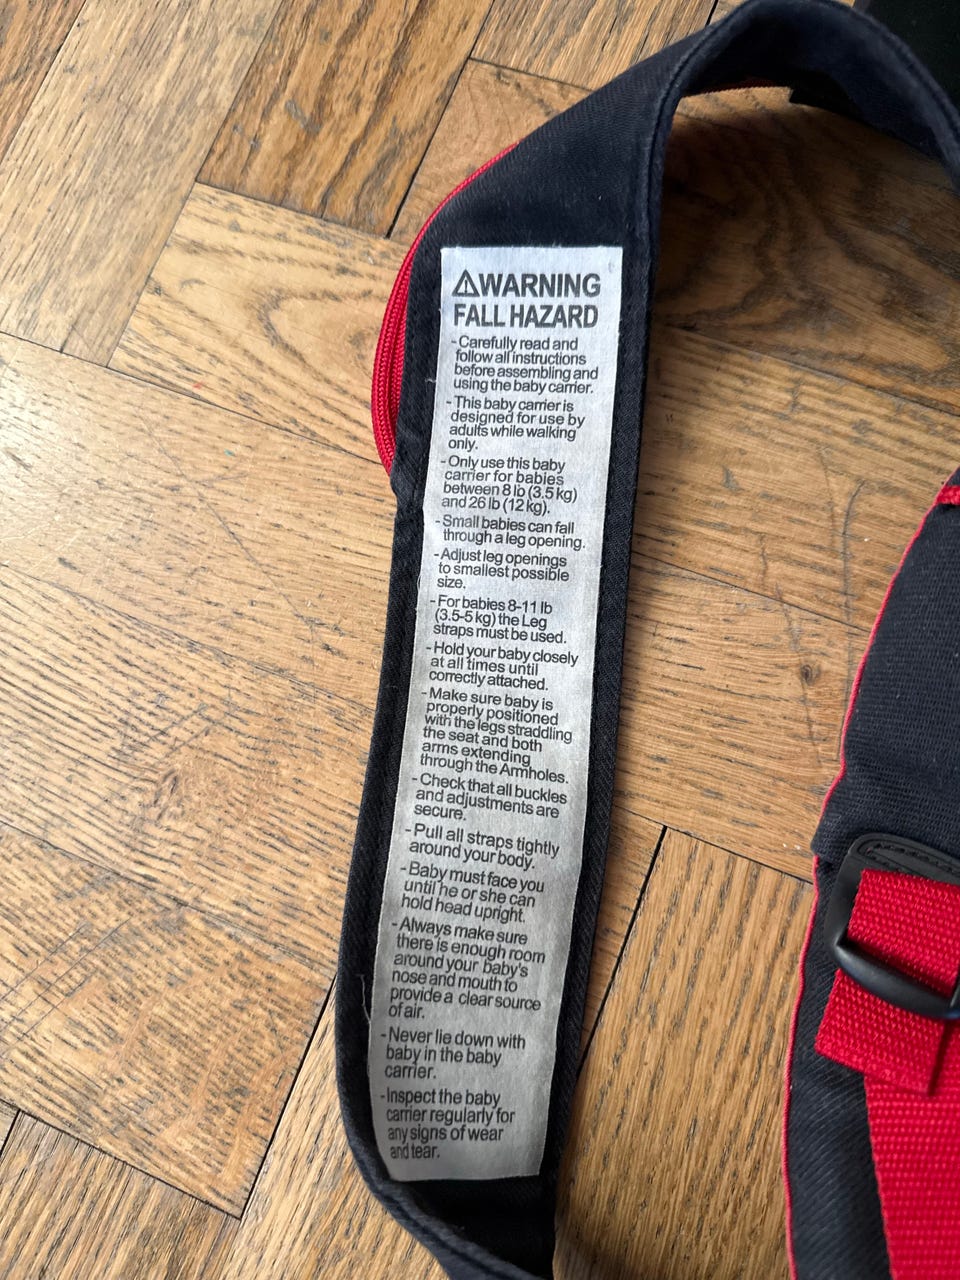 ⚠WARNING
FALL HAZARD
- Carefully read and
follow all instructions
before assembling and
using the baby carrier.
- This baby carrier is
designed for use by
adults while walking
only.
- Only use this baby
carrier for babies
between 8 lb (3.5 kg)
and 26 lb (12 kg).
- Small babies can fall
through a leg opening.
- Adjust leg openings
to smallest possible
size.
- For babies 8-11 lb
(3.5-5 kg) the Leg
straps must be used.
- Hold your baby closely
at all times until
correctly attached.
- Make sure baby is
properly positioned
with the legs straddling
the seat and both
arms extending
through the Armholes.
- Check that all buckles
and adjustments are
secure.
- Pull all straps tightly
around your body.
- Baby must face you
until he or she can
hold head upright.
- Always make sure
there is enough room
around your baby's
nose and mouth to
provide a clear source
of air.
- Never lie down with
baby in the baby
carrier.
- Inspect the baby
carrier regularly for
any signs of wear
and tear.